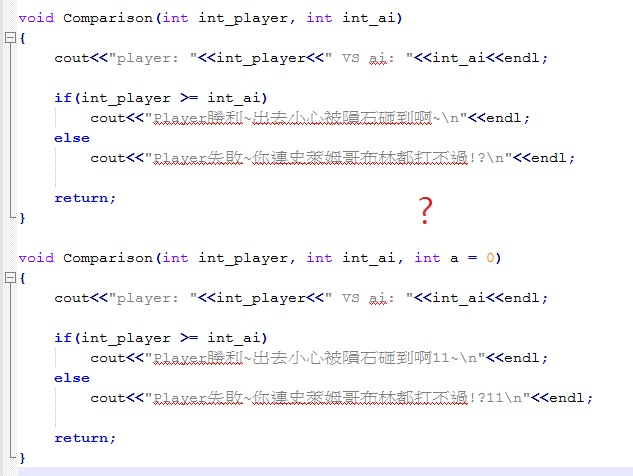 void Comparison(int int_player, int int_ai)
{
cout<<"player: "<<int_player<<" VS ai: "<<int_ai<<endl;
if(int_player >= int_ai)
cout<<"Player勝利~出去小心被隕石砸到啊~\n"<<endl;
else
cout<<"Player失敗~你連史萊姆哥布林都打不過!?\n"<<endl;
return;
?
}
void Comparison(int int_player, int int_ai, int a = 0)
{
cout<<"player: "<<int_player<<" VS ai: "<<int_ai<<endl;
if(int_player >= int_ai)
cout<<"Player勝利~出去小心被隕石砸到啊11~\n"<<endl;
else
cout<<"Player失敗~你連史萊姆哥布林都打不過!?11\n"<<endl;
return;
}